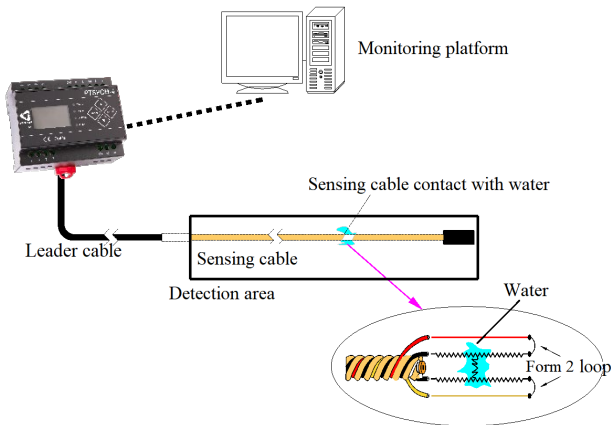 Monitoring platform
Sensing cable contact with water
Leader cable
Sensing cable
Detection area
Water
Form 2 loop